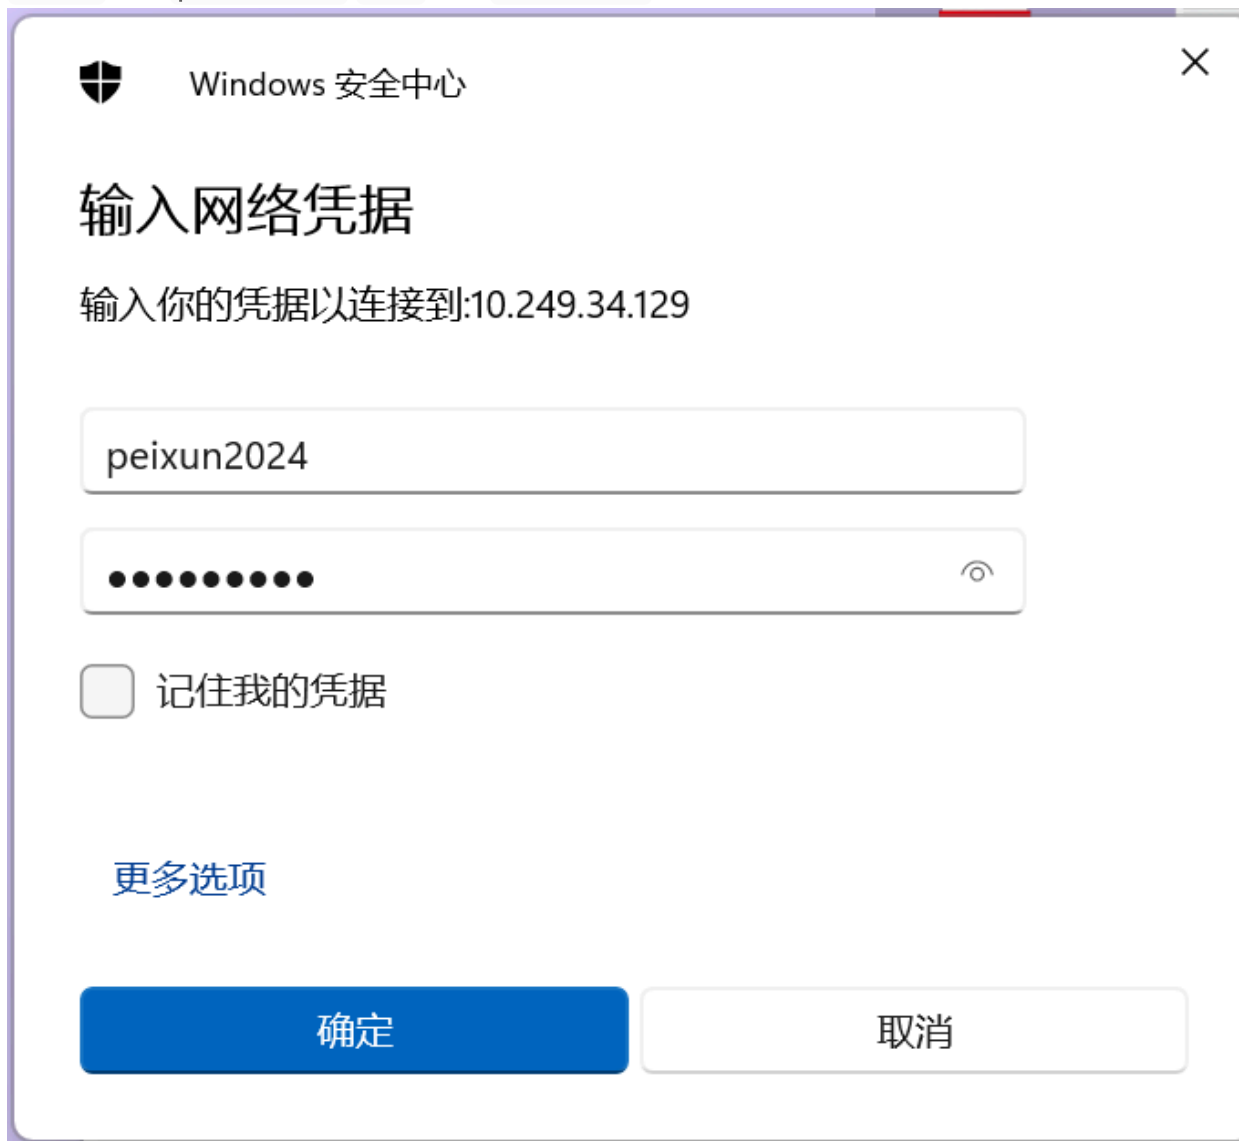 Windows 安全中心
输入网络凭据
输入你的凭据以连接到:10.249.34.129
peixun2024
●●●●●●●●●
记住我的凭据
更多选项
确定
取消